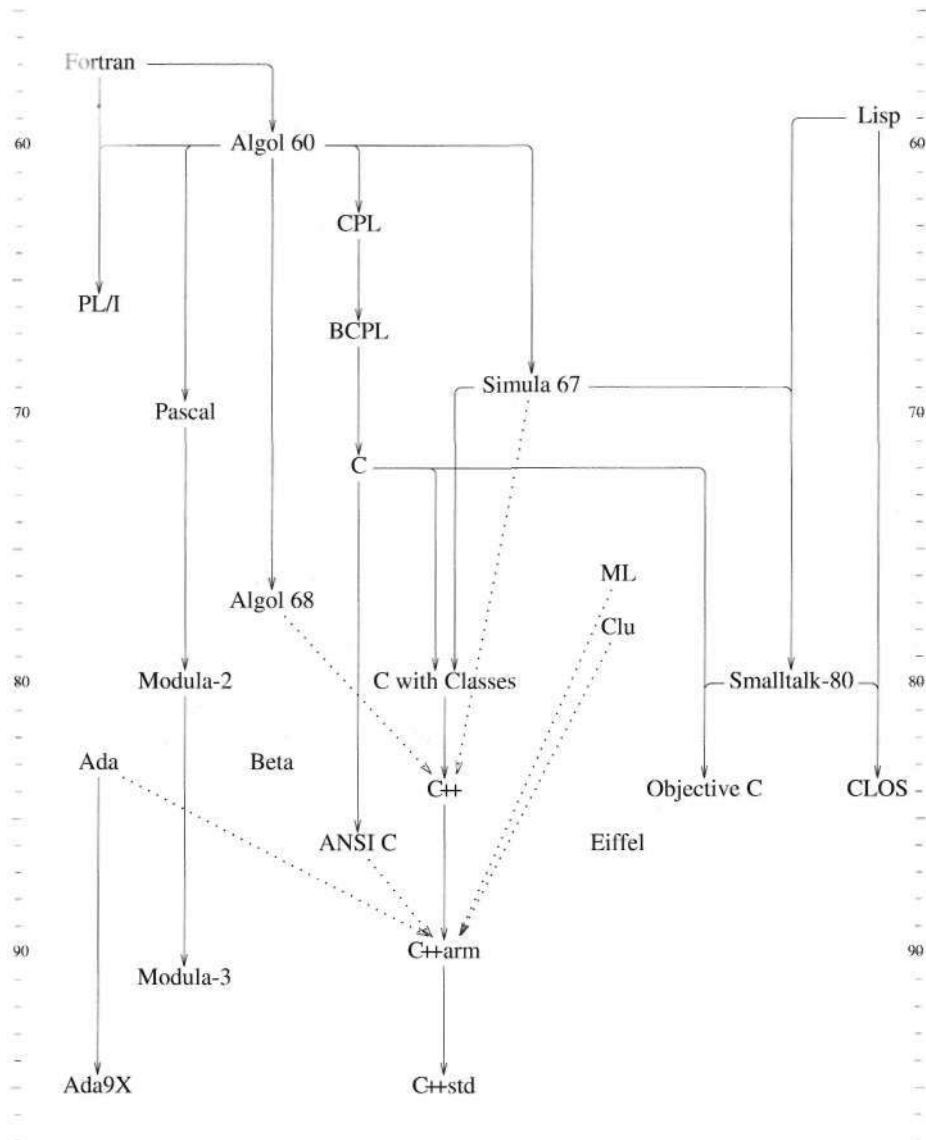 Fortran
Lisp
60 Algol 60 60
CPL
PL/I
BCPL
Simula 67
70 Pascal 70
C
ML
Algol 68
Clu
80 Modula-2 C with Classes Smalltalk-80 80
Ada Beta
C++ Objective C CLOS
ANSI C Eiffel
90 C++arm 90
Modula-3
Ada9X C++std